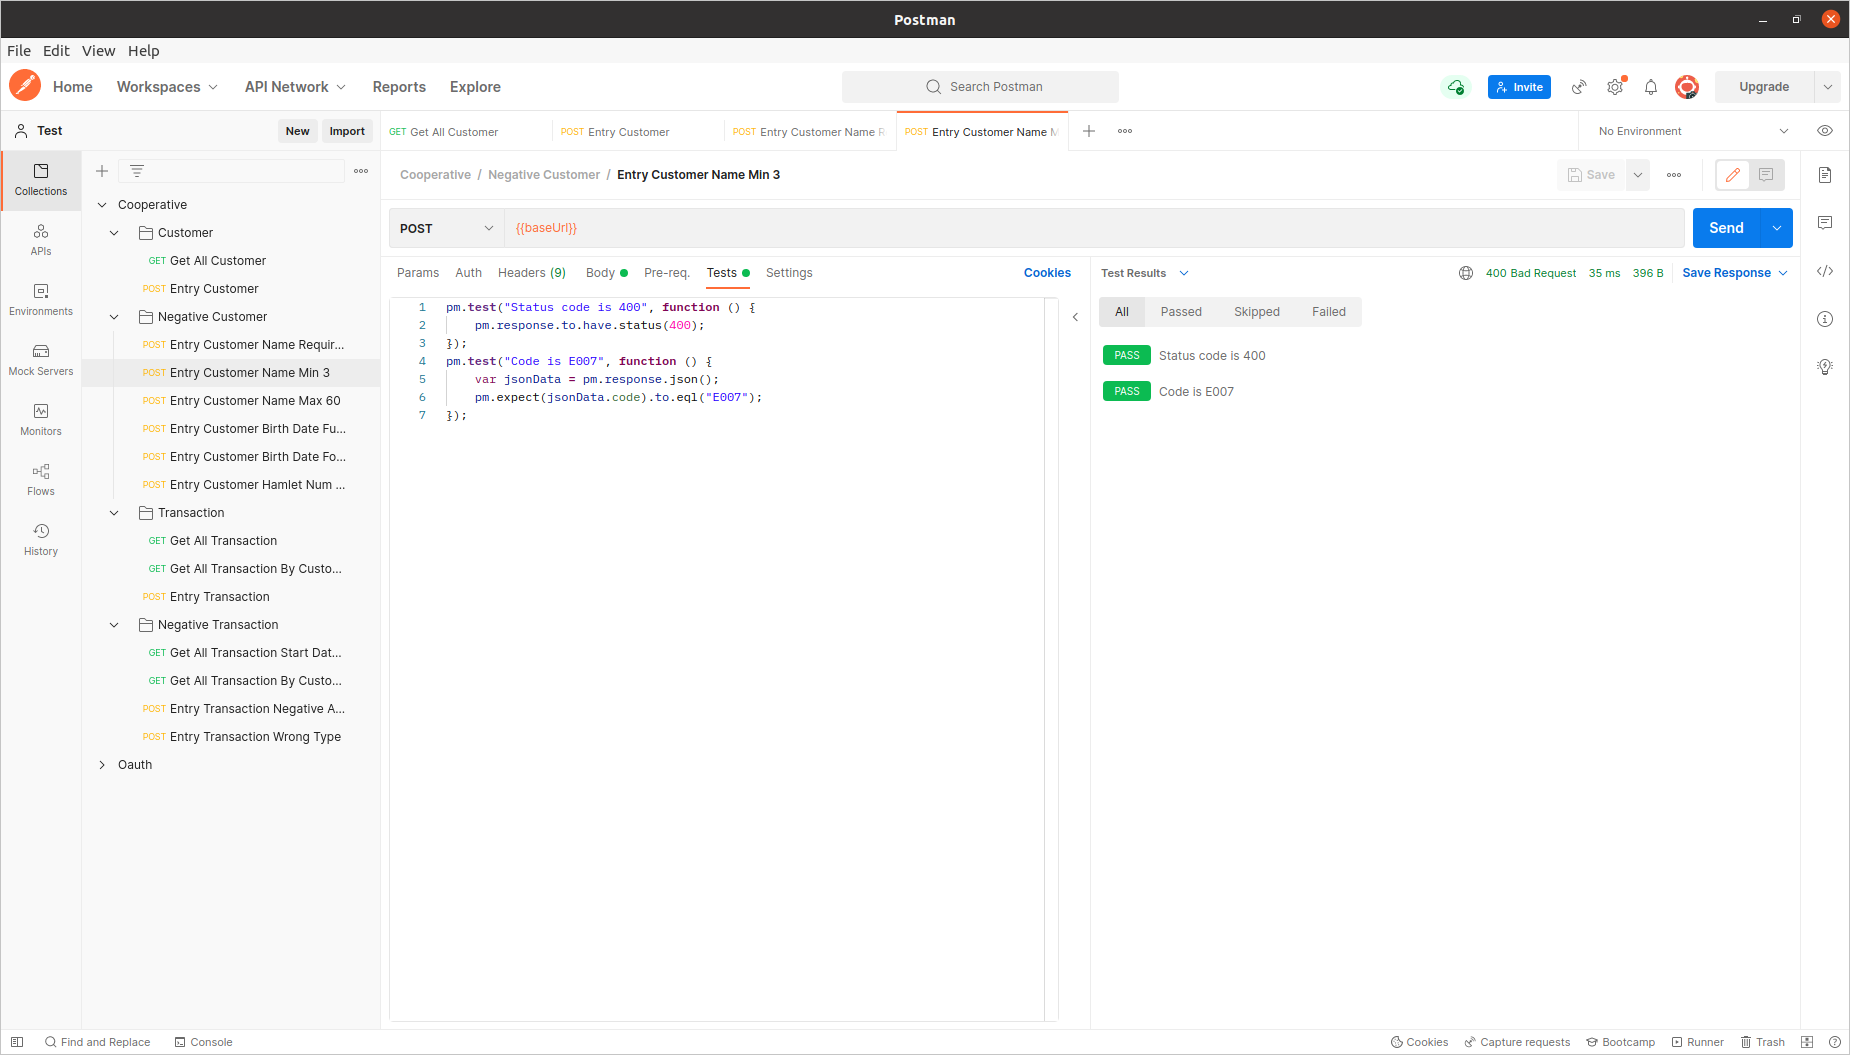 Postman
File Edit View Help
Home Workspaces API Network Reports Explore Search Postman Invite Upgrade
Test New Import
GET Get All Customer POST Entry Customer POST Entry Customer Name R POST Entry Customer Name M No Environment
Collections
APIs
Environments
Mock Servers
Monitors
Flows
History
Cooperative
Customer
GET Get All Customer
POST Entry Customer
Negative Customer
POST Entry Customer Name Requir...
POST Entry Customer Name Min 3
POST Entry Customer Name Max 60
POST Entry Customer Birth Date Fu...
POST Entry Customer Birth Date Fo...
POST Entry Customer Hamlet Num ...
Transaction
GET Get All Transaction
GET Get All Transaction By Custo...
POST Entry Transaction
Negative Transaction
GET Get All Transaction Start Dat...
GET Get All Transaction By Custo...
POST Entry Transaction Negative A...
POST Entry Transaction Wrong Type
Oauth
Cooperative / Negative Customer / Entry Customer Name Min 3 Save
POST {{baseUrl}} Send
Params Auth Headers (9) Body Pre-req. Tests Settings Cookies
1 pm.test("Status code is 400", function () {
2 pm.response.to.have.status(400);
3 });
4 pm.test("Code is E007", function () {
5 var jsonData = pm.response.json();
6 pm.expect(jsonData.code).to.eql("E007");
7 });
Test Results 400 Bad Request 35 ms 396 B Save Response
All Passed Skipped Failed
PASS Status code is 400
PASS Code is E007
Find and Replace Console Cookies Capture requests Bootcamp Runner Trash